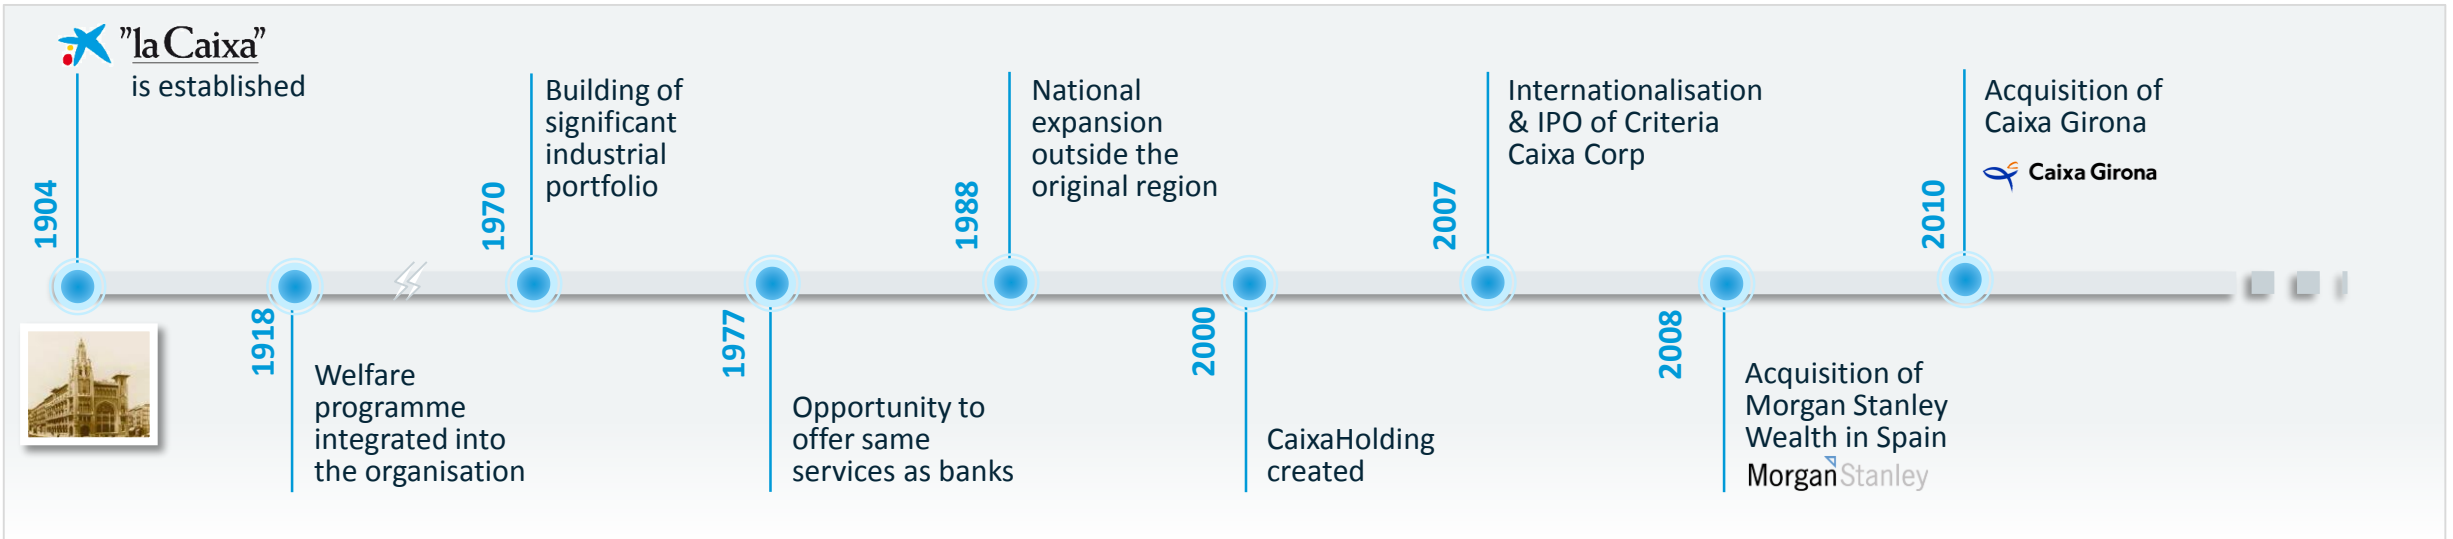 "la Caixa"
is established
1904
1918
Welfare
programme
integrated into
the organisation
1970
Building of
significant
industrial
portfolio
1977
Opportunity to
offer same
services as banks
1988
National
expansion
outside the
original region
2000
CaixaHolding
created
2007
Internationalisation
& IPO of Criteria
Caixa Corp
2008
Acquisition of
Morgan Stanley
Wealth in Spain
Morgan Stanley
2010
Acquisition of
Caixa Girona
Caixa Girona